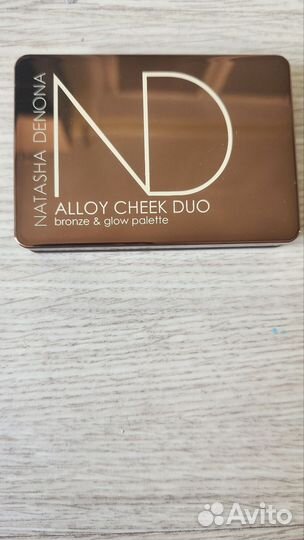 NATASHA DENONA
ND
ALLOY CHEEK DUO
bronze & glow palette
Avito